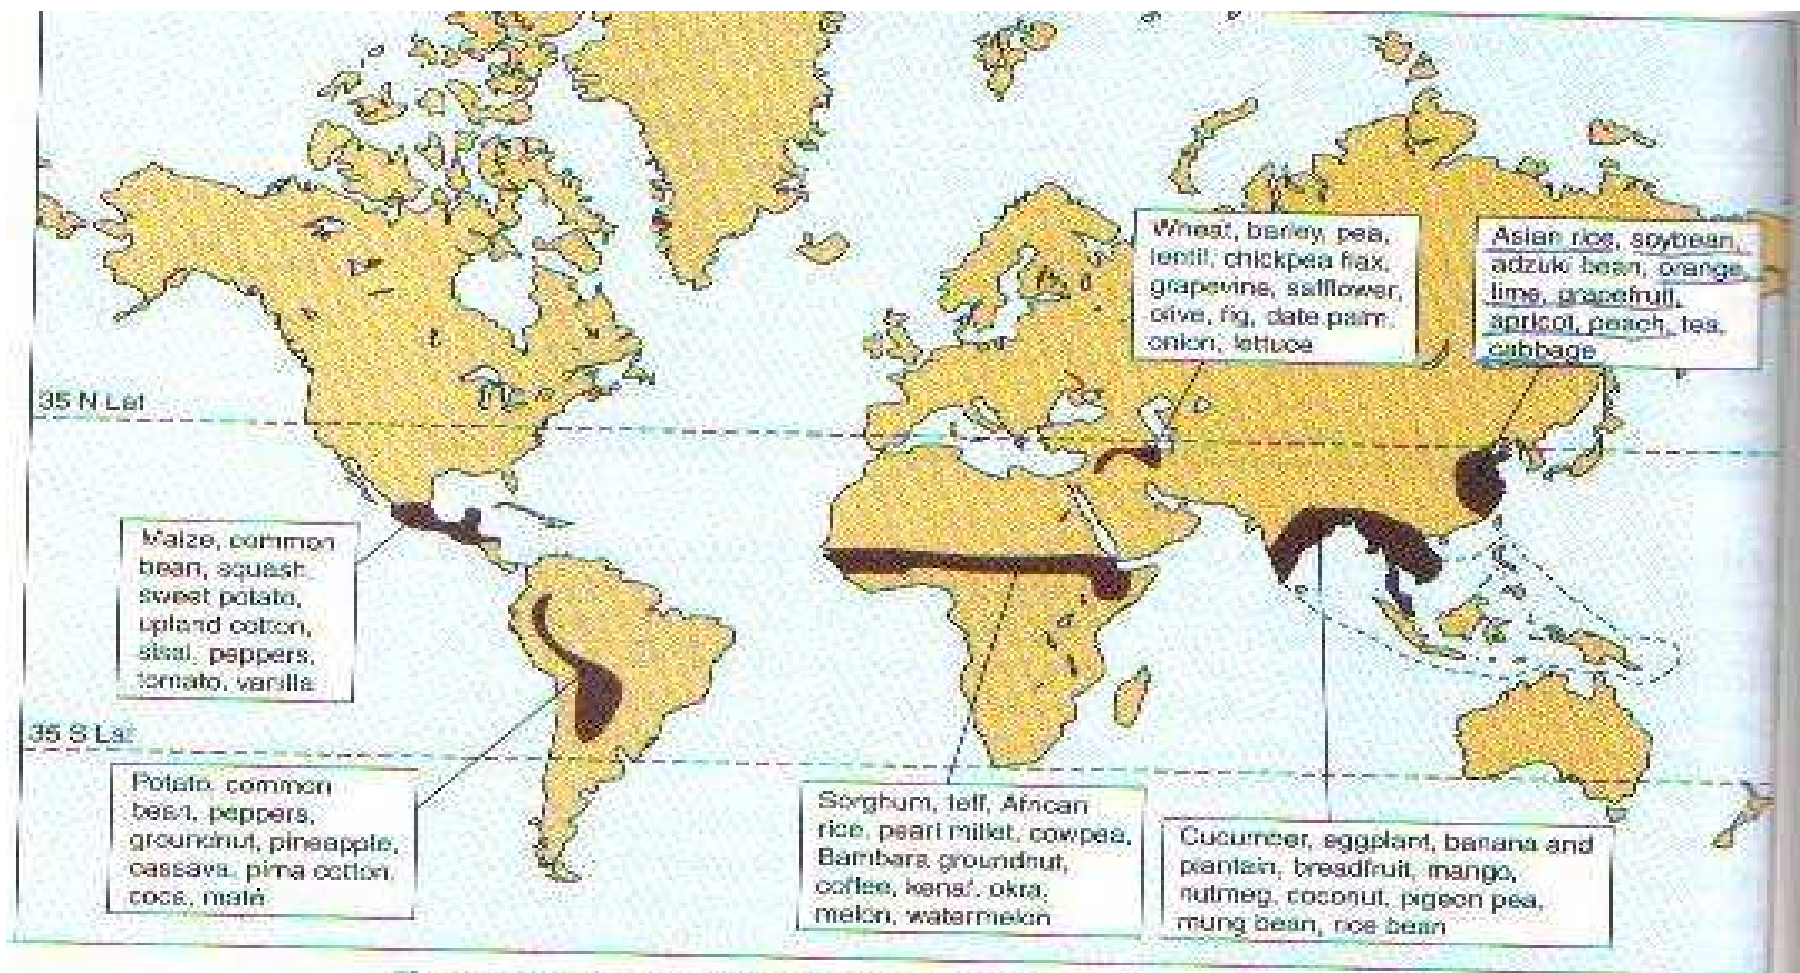 Wheat, barley, pea,
lentil, chickpea flax,
grapevine, safflower,
olive, fig, date palm,
onion, lettuce
Asian rice, soybean,
adzuki bean, orange,
lime, grapefruit,
apricot, peach, tea,
cabbage
35 N Lat
Maize, common
bean, squash,
sweet potato,
upland cotton,
sisal, peppers,
tomato, vanilla
35 S Lat
Potato, common
bean, peppers,
groundnut, pineapple,
cassava, pima cotton,
coca, maté
Sorghum, teff, African
rice, pearl millet, cowpea,
Bambara groundnut,
coffee, kenaf, okra,
melon, watermelon
Cucumber, eggplant, banana and
plantain, breadfruit, mango,
nutmeg, coconut, pigeon pea,
mung bean, rice bean